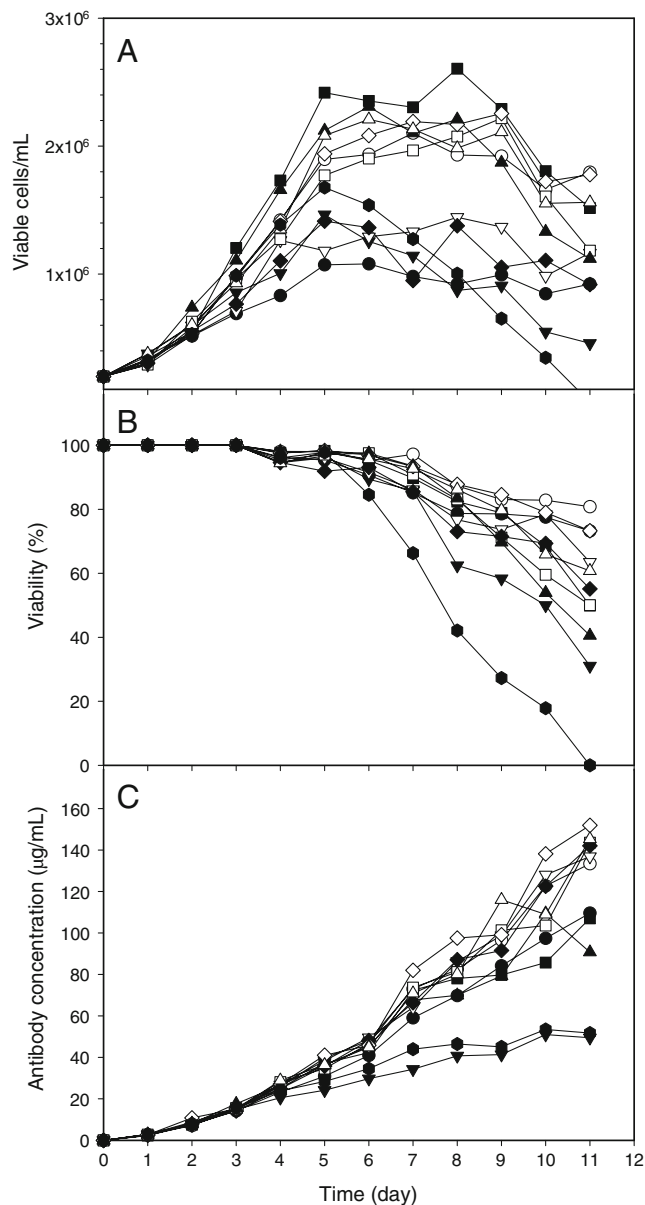 A
3x10⁶
2x10⁶
1x10⁶
Viable cells/mL
B
100
80
60
40
20
0
Viability (%)
C
160
140
120
100
80
60
40
20
0
Antibody concentration (µg/mL)
0 1 2 3 4 5 6 7 8 9 10 11 12
Time (day)